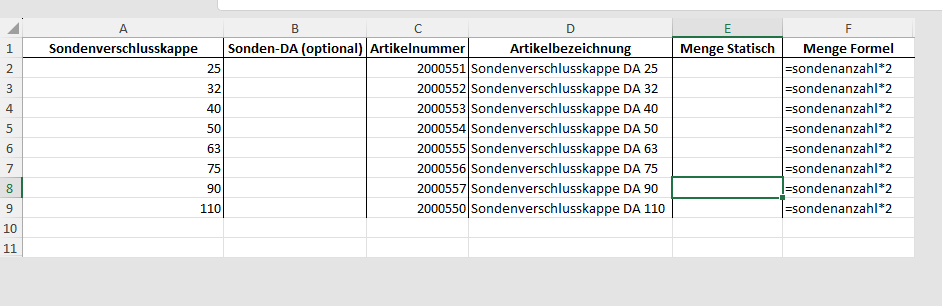 A B C D E F
1 Sondenverschlusskappe Sonden-DA (optional) Artikelnummer Artikelbezeichnung Menge Statisch Menge Formel
2 25 2000551 Sondenverschlusskappe DA 25 =sondenanzahl*2
3 32 2000552 Sondenverschlusskappe DA 32 =sondenanzahl*2
4 40 2000553 Sondenverschlusskappe DA 40 =sondenanzahl*2
5 50 2000554 Sondenverschlusskappe DA 50 =sondenanzahl*2
6 63 2000555 Sondenverschlusskappe DA 63 =sondenanzahl*2
7 75 2000556 Sondenverschlusskappe DA 75 =sondenanzahl*2
8 90 2000557 Sondenverschlusskappe DA 90 =sondenanzahl*2
9 110 2000550 Sondenverschlusskappe DA 110 =sondenanzahl*2
10
11